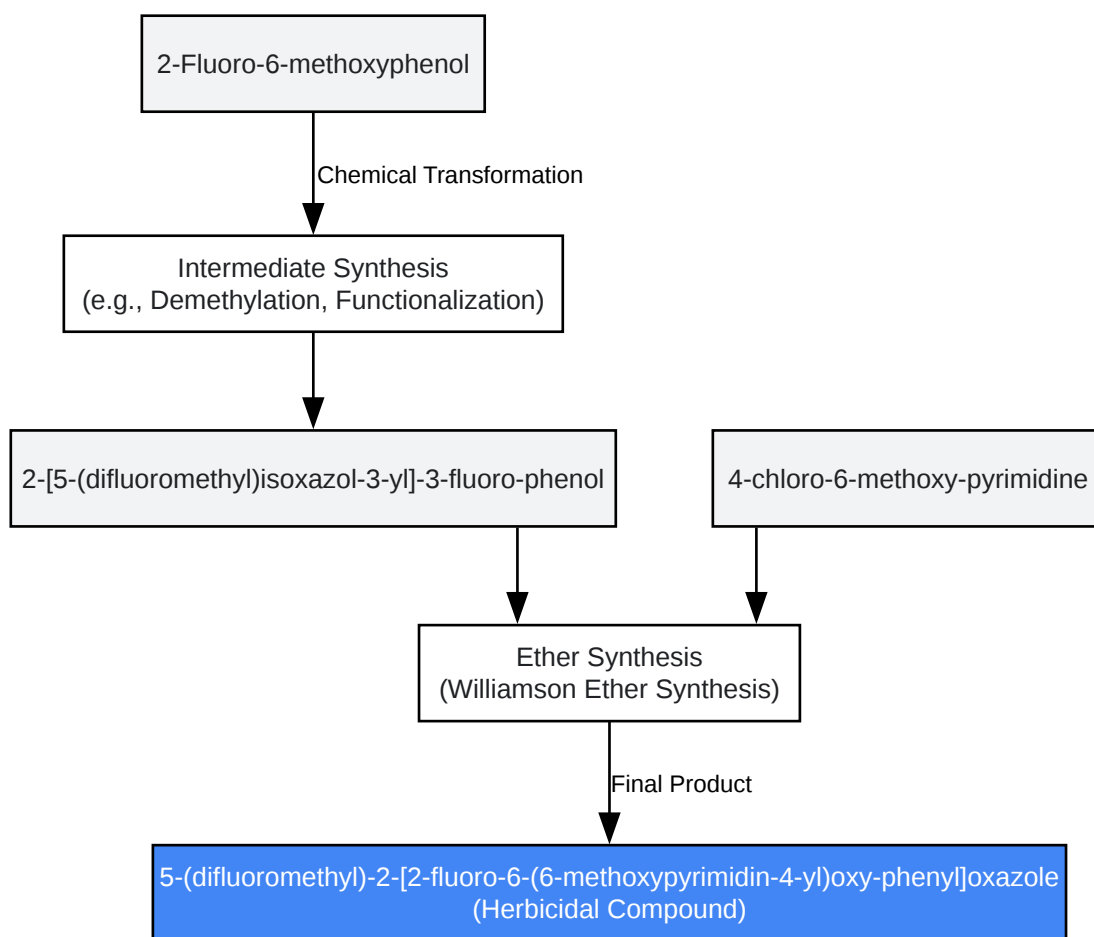 2-Fluoro-6-methoxyphenol
Chemical Transformation
Intermediate Synthesis
(e.g., Demethylation, Functionalization)
2-[5-(difluoromethyl)isoxazol-3-yl]-3-fluoro-phenol
4-chloro-6-methoxy-pyrimidine
Ether Synthesis
(Williamson Ether Synthesis)
Final Product
5-(difluoromethyl)-2-[2-fluoro-6-(6-methoxypyrimidin-4-yl)oxy-phenyl]oxazole
(Herbicidal Compound)